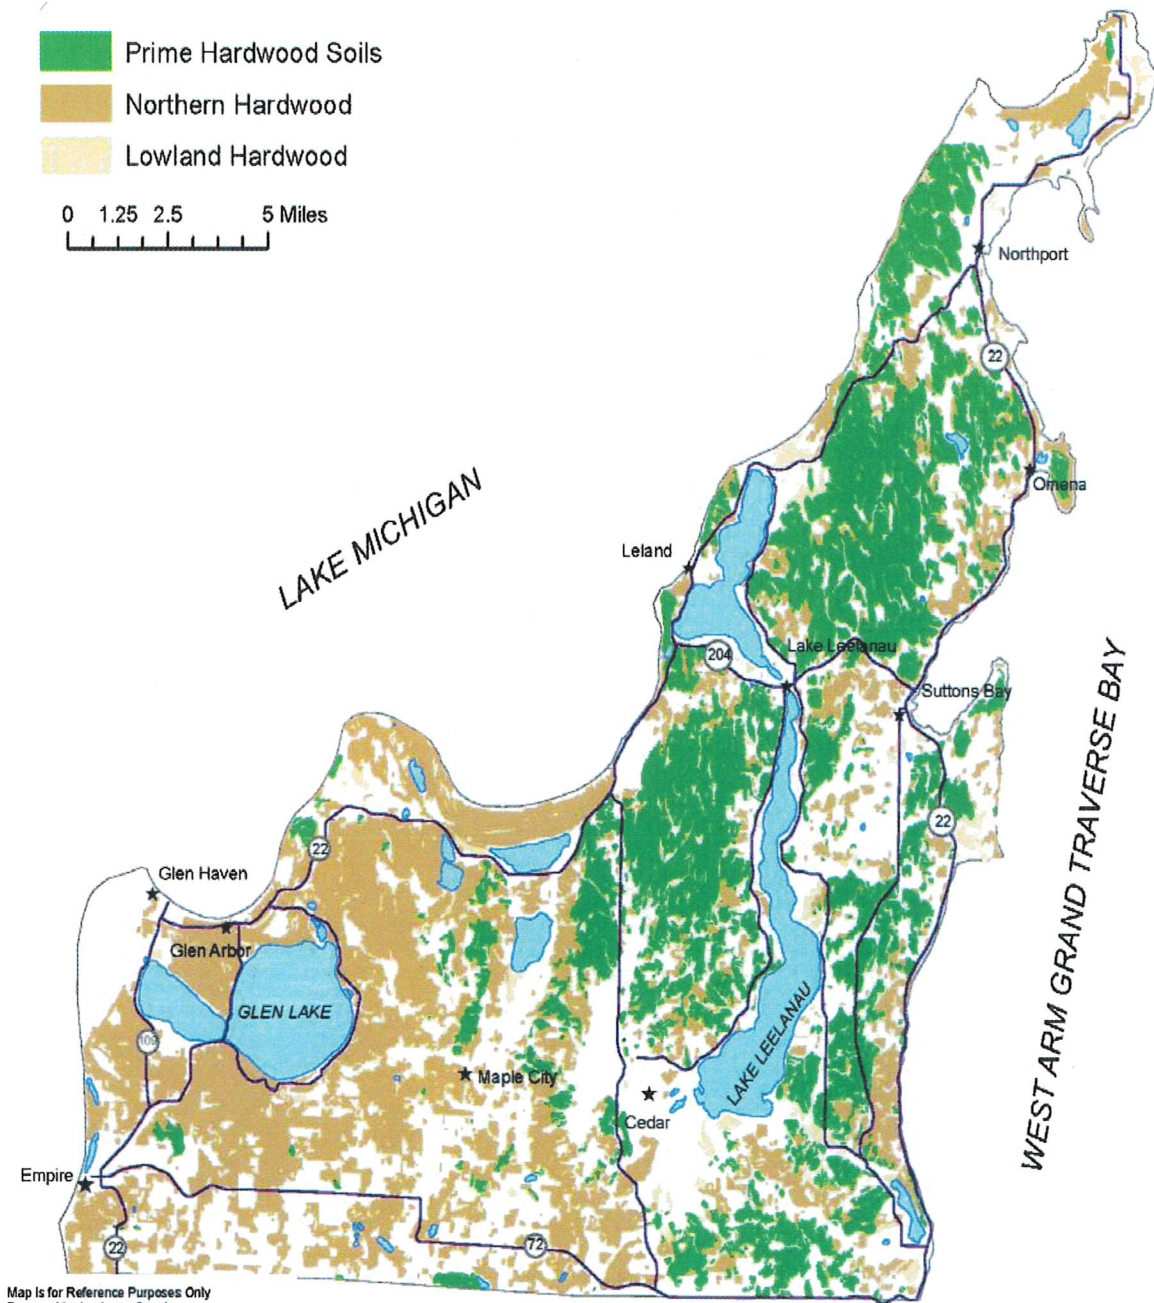 Prime Hardwood Soils
Northern Hardwood
Lowland Hardwood
0 1.25 2.5 5 Miles
Northport
22
Omena
LAKE MICHIGAN
Leland
204
Lake Leelanau
Suttons Bay
22
22
Glen Haven
Glen Arbor
GLEN LAKE
109
WEST ARM GRAND TRAVERSE BAY
LAKE LEELANAU
Maple City
Cedar
Empire
22
72
Map is for Reference Purposes Only